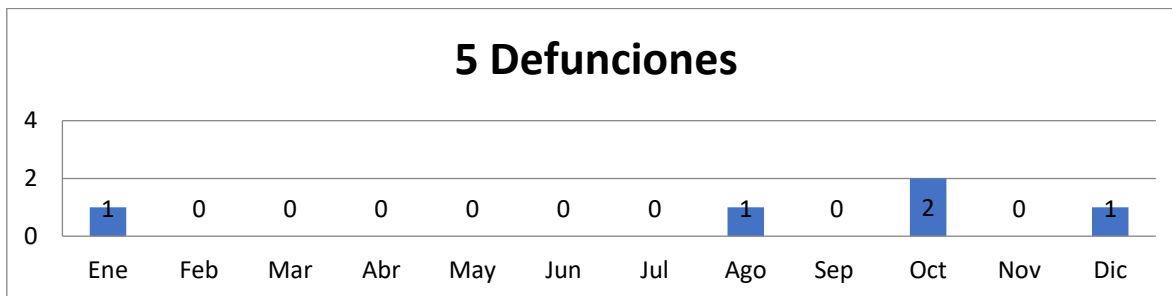 5 Defunciones
4
2
0
1 0 0 0 0 0 0 1 0 2 0 1
Ene Feb Mar Abr May Jun Jul Ago Sep Oct Nov Dic